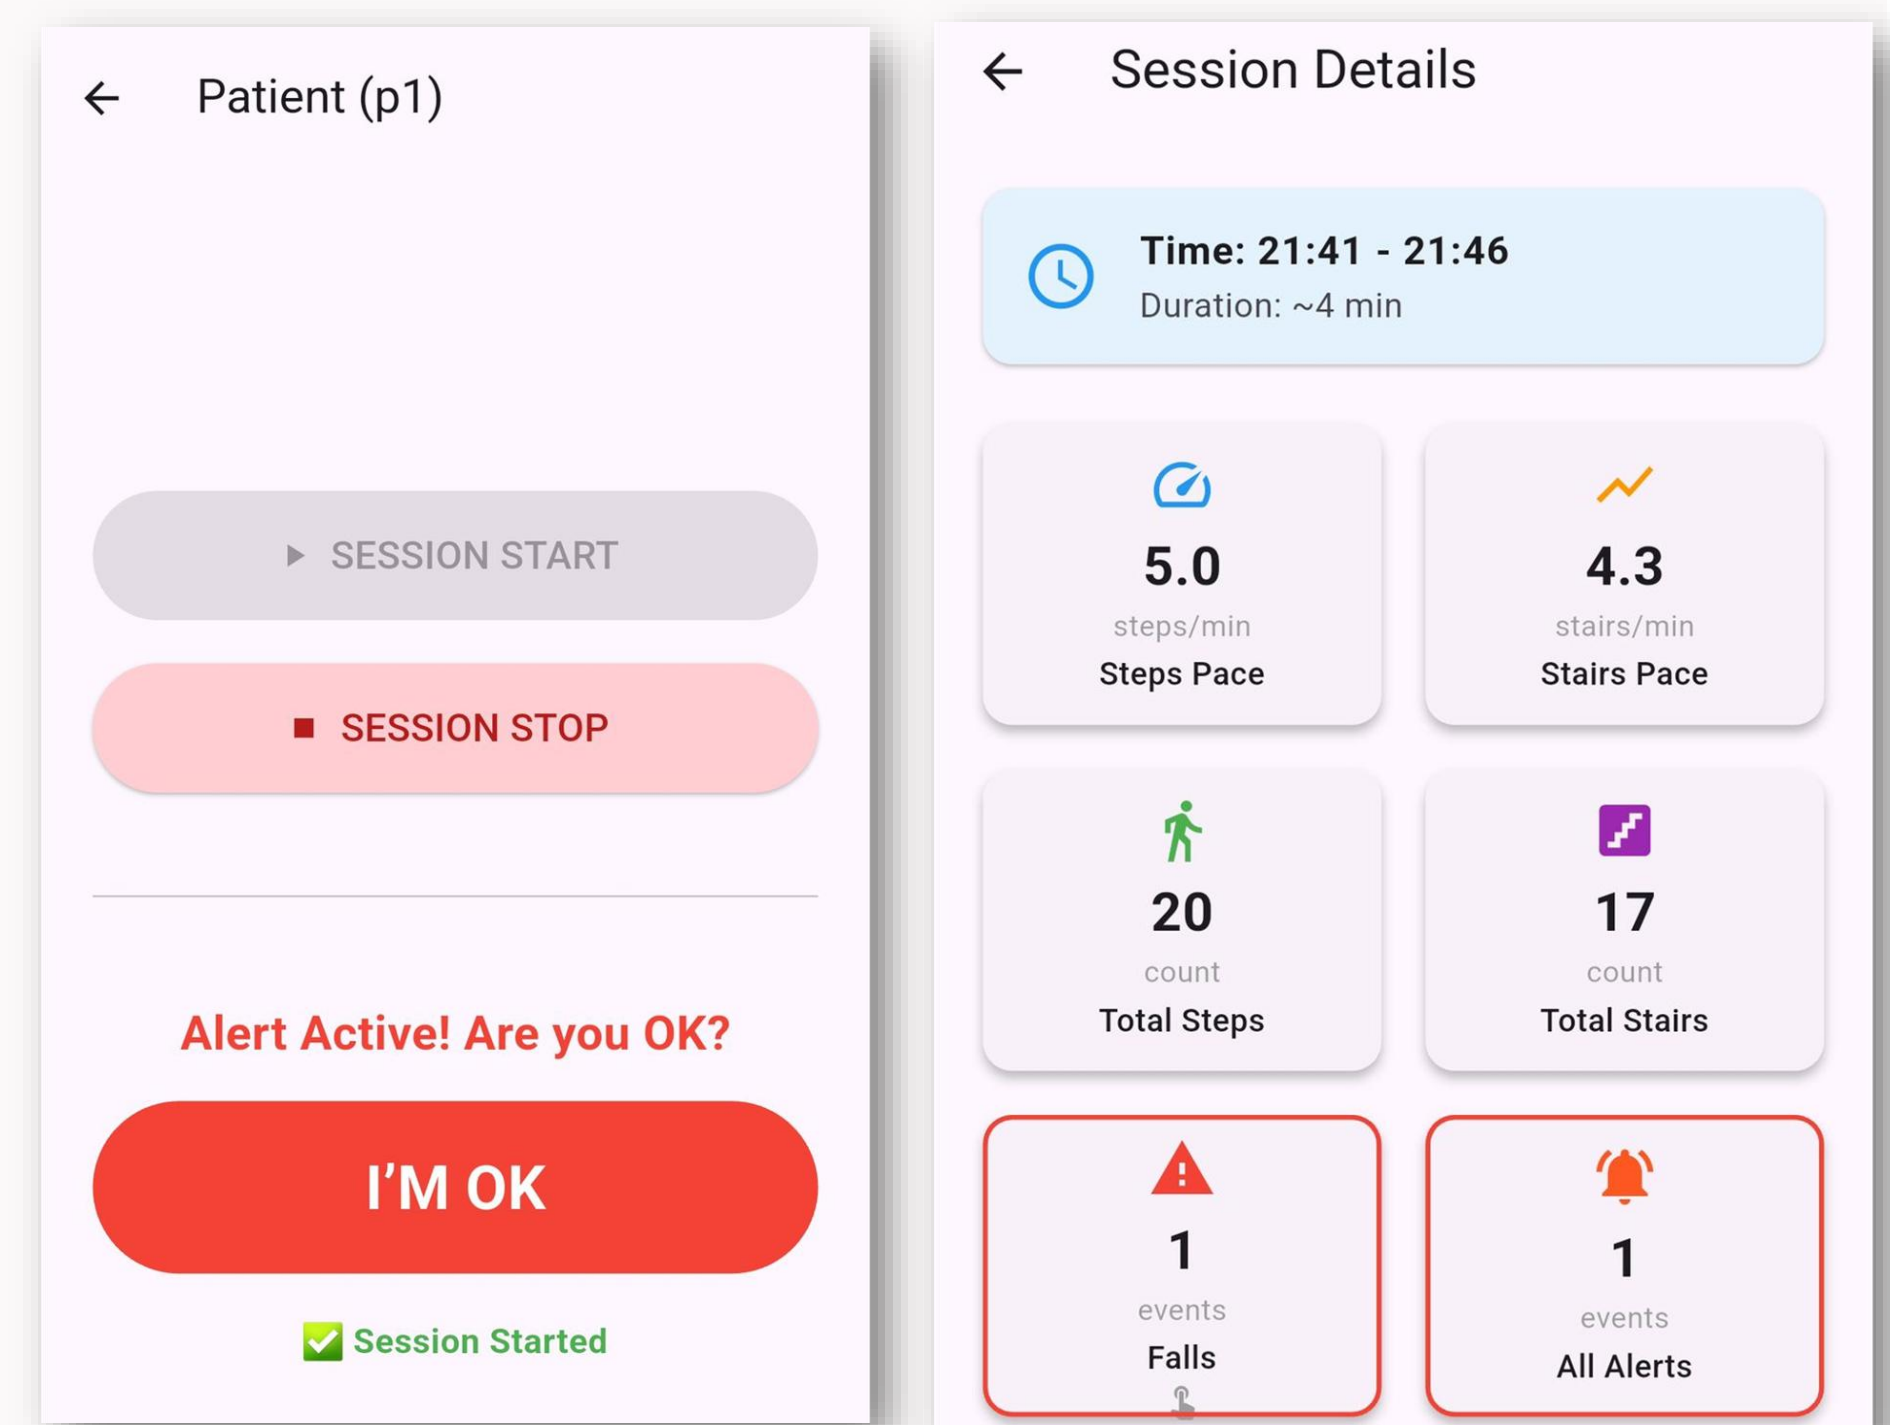 Patient (p1)
SESSION START
SESSION STOP
Alert Active! Are you OK?
I’M OK
Session Started
Session Details
Time: 21:41 - 21:46
Duration: ~4 min
5.0
steps/min
Steps Pace
4.3
stairs/min
Stairs Pace
20
count
Total Steps
17
count
Total Stairs
1
events
Falls
1
events
All Alerts